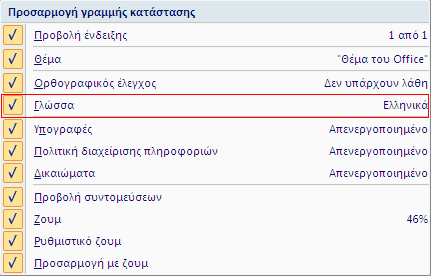 Προσαρμογή γραμμής κατάστασης
Προβολή ένδειξης 1 από 1
Θέμα "Θέμα του Office"
Ορθογραφικός έλεγχος Δεν υπάρχουν λάθη
Γλώσσα Ελληνικά
Υπογραφές Απενεργοποιημένο
Πολιτική διαχείρισης πληροφοριών Απενεργοποιημένο
Δικαιώματα Απενεργοποιημένο
Προβολή συντομεύσεων
Ζουμ 46%
Ρυθμιστικό ζουμ
Προσαρμογή με ζουμ